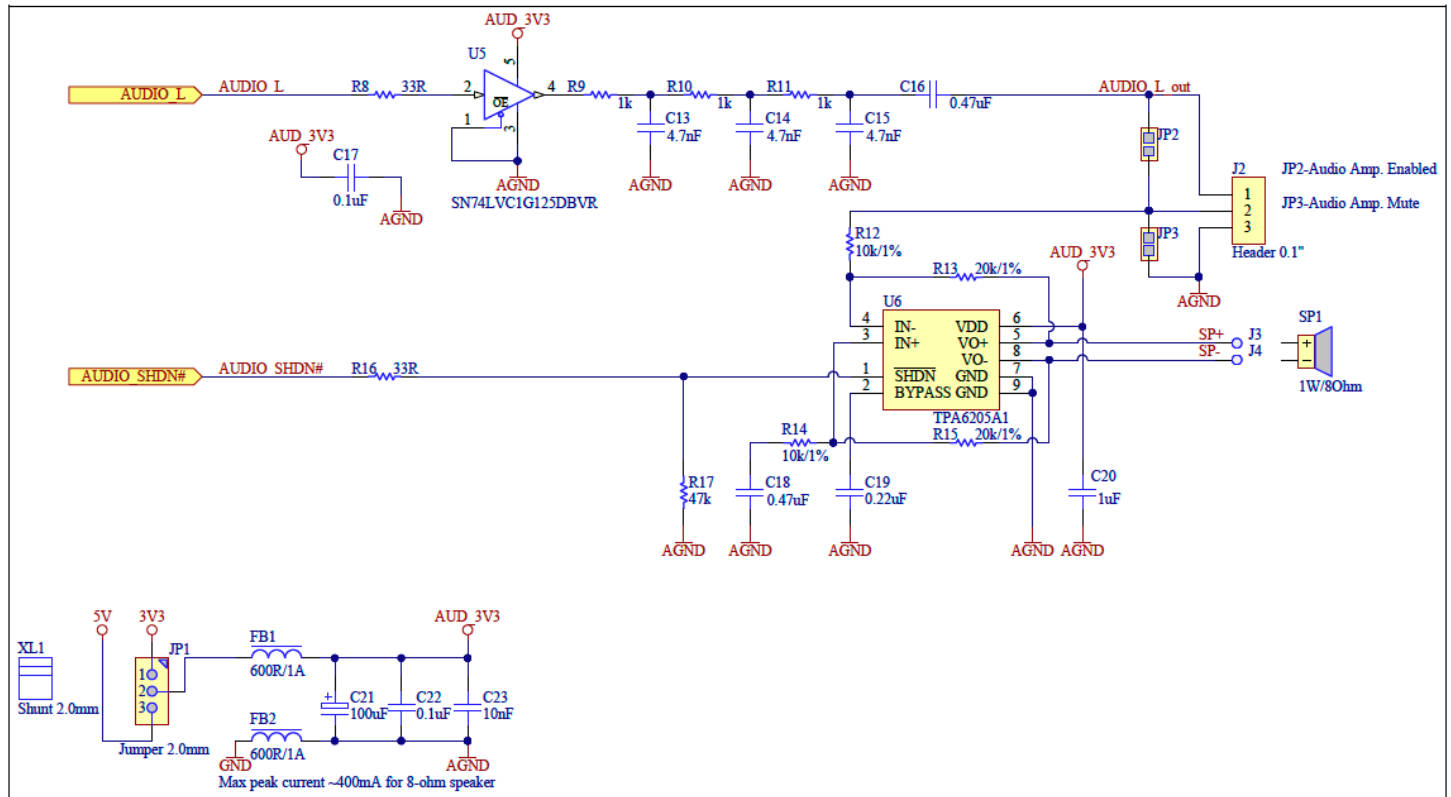 AUD_3V3
U5
AUDIO_L AUDIO_L R8 33R 2 5 4 R9 1k R10 1k R11 1k C16 0.47uF AUDIO_L_out
OE
1 3
C13 4.7nF C14 4.7nF C15 4.7nF
JP2
AUD_3V3
C17
0.1uF
AGND
AGND AGND AGND AGND
SN74LVC1G125DBVR
J2 JP2-Audio Amp. Enabled
1
2
3
JP3-Audio Amp. Mute
JP3
Header 0.1"
AGND
R12
10k/1%
R13 20k/1%
AUD_3V3
U6
4 IN- VDD 6
3 IN+ VO+ 5
VO- 8
1 SHDN GND 7
2 BYPASS GND 9
TPA6205A1
SP+ J3
SP- J4
SP1
+
–
1W/8Ohm
AUDIO_SHDN# AUDIO_SHDN# R16 33R
R14
10k/1%
R15 20k/1%
R17
47k
C18
0.47uF
C19
0.22uF
C20
1uF
AGND AGND AGND AGND AGND
5V 3V3 AUD_3V3
XL1
Shunt 2.0mm
JP1
1
2
3
Jumper 2.0mm
FB1
600R/1A
+ C21
100uF
C22
0.1uF
C23
10nF
FB2
600R/1A
GND
AGND
Max peak current ~400mA for 8-ohm speaker